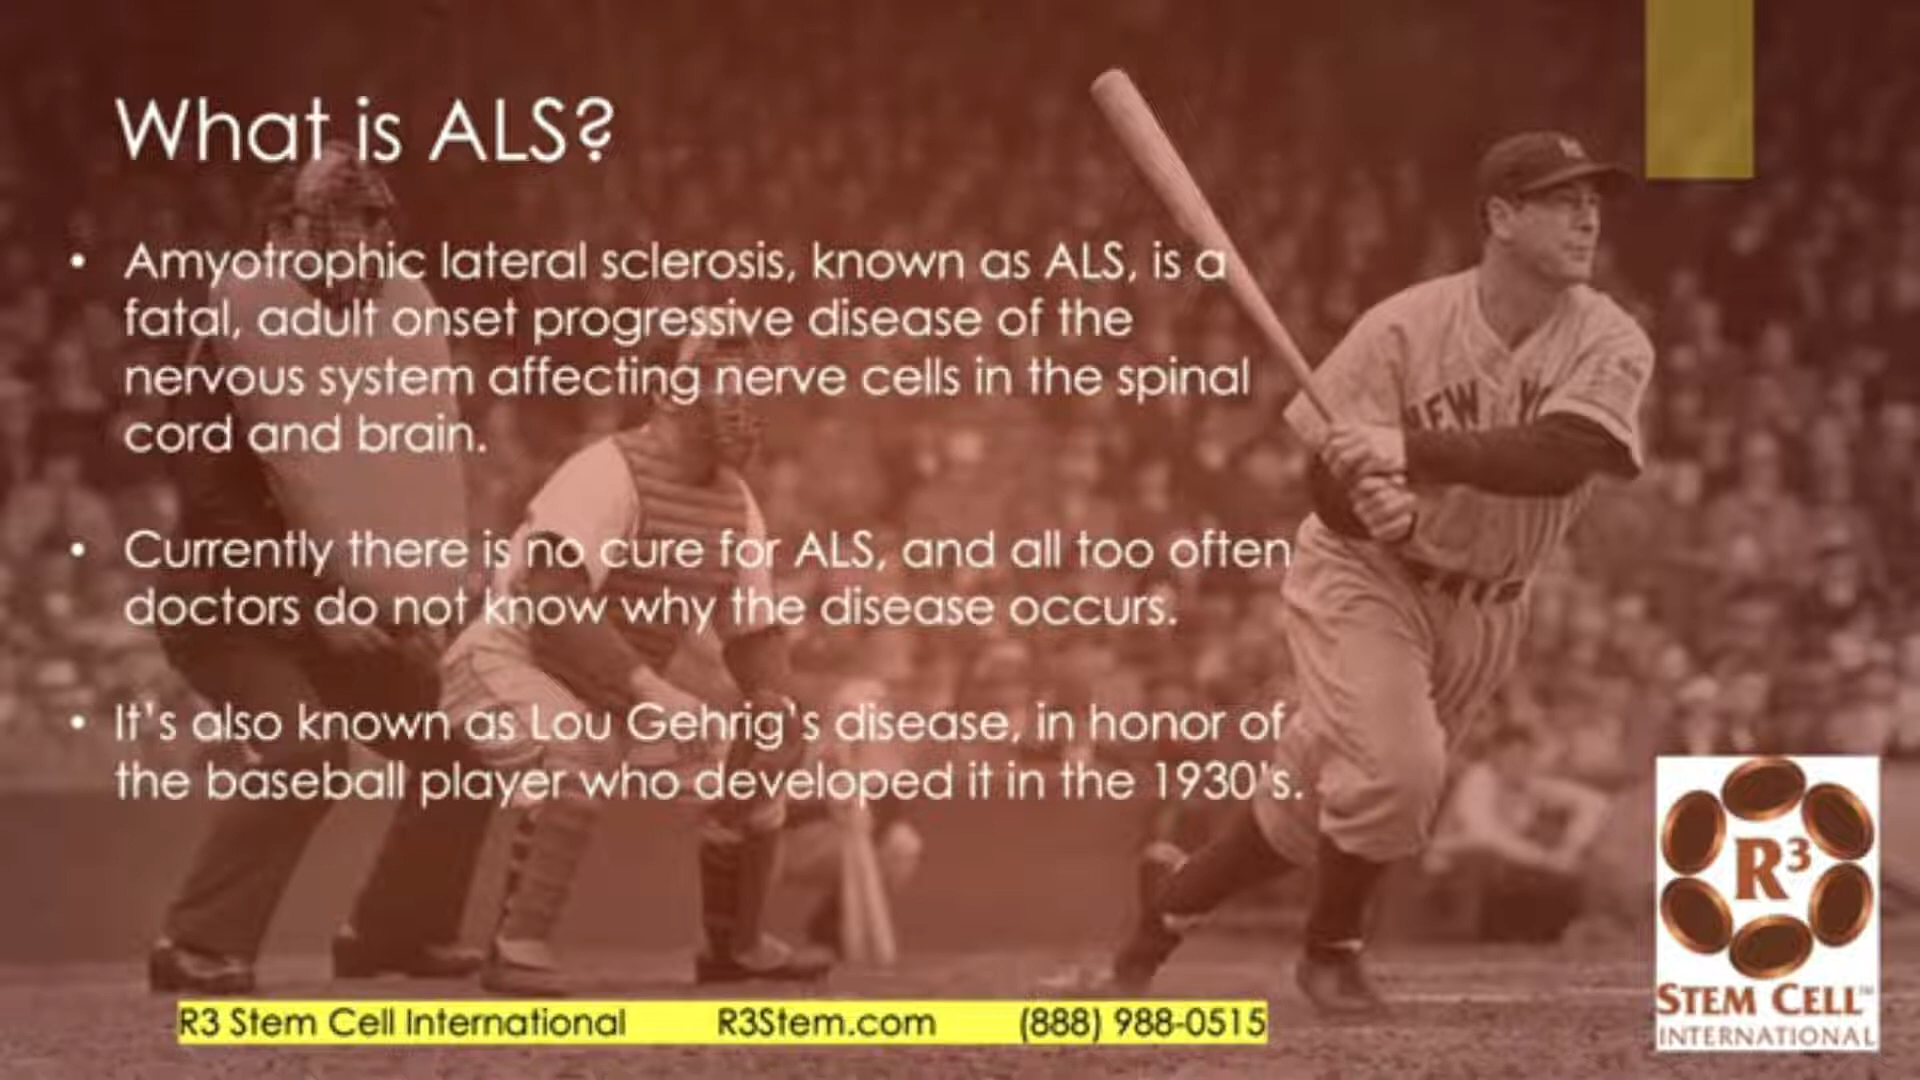 What is ALS?
• Amyotrophic lateral sclerosis, known as ALS, is a
fatal, adult onset progressive disease of the
nervous system affecting nerve cells in the spinal
cord and brain.
• Currently there is no cure for ALS, and all too often
doctors do not know why the disease occurs.
• It's also known as Lou Gehrig's disease, in honor of
the baseball player who developed it in the 1930's.
NEW Y
R3 Stem Cell International R3Stem.com (888) 988-0515
R³
STEM CELL™
INTERNATIONAL